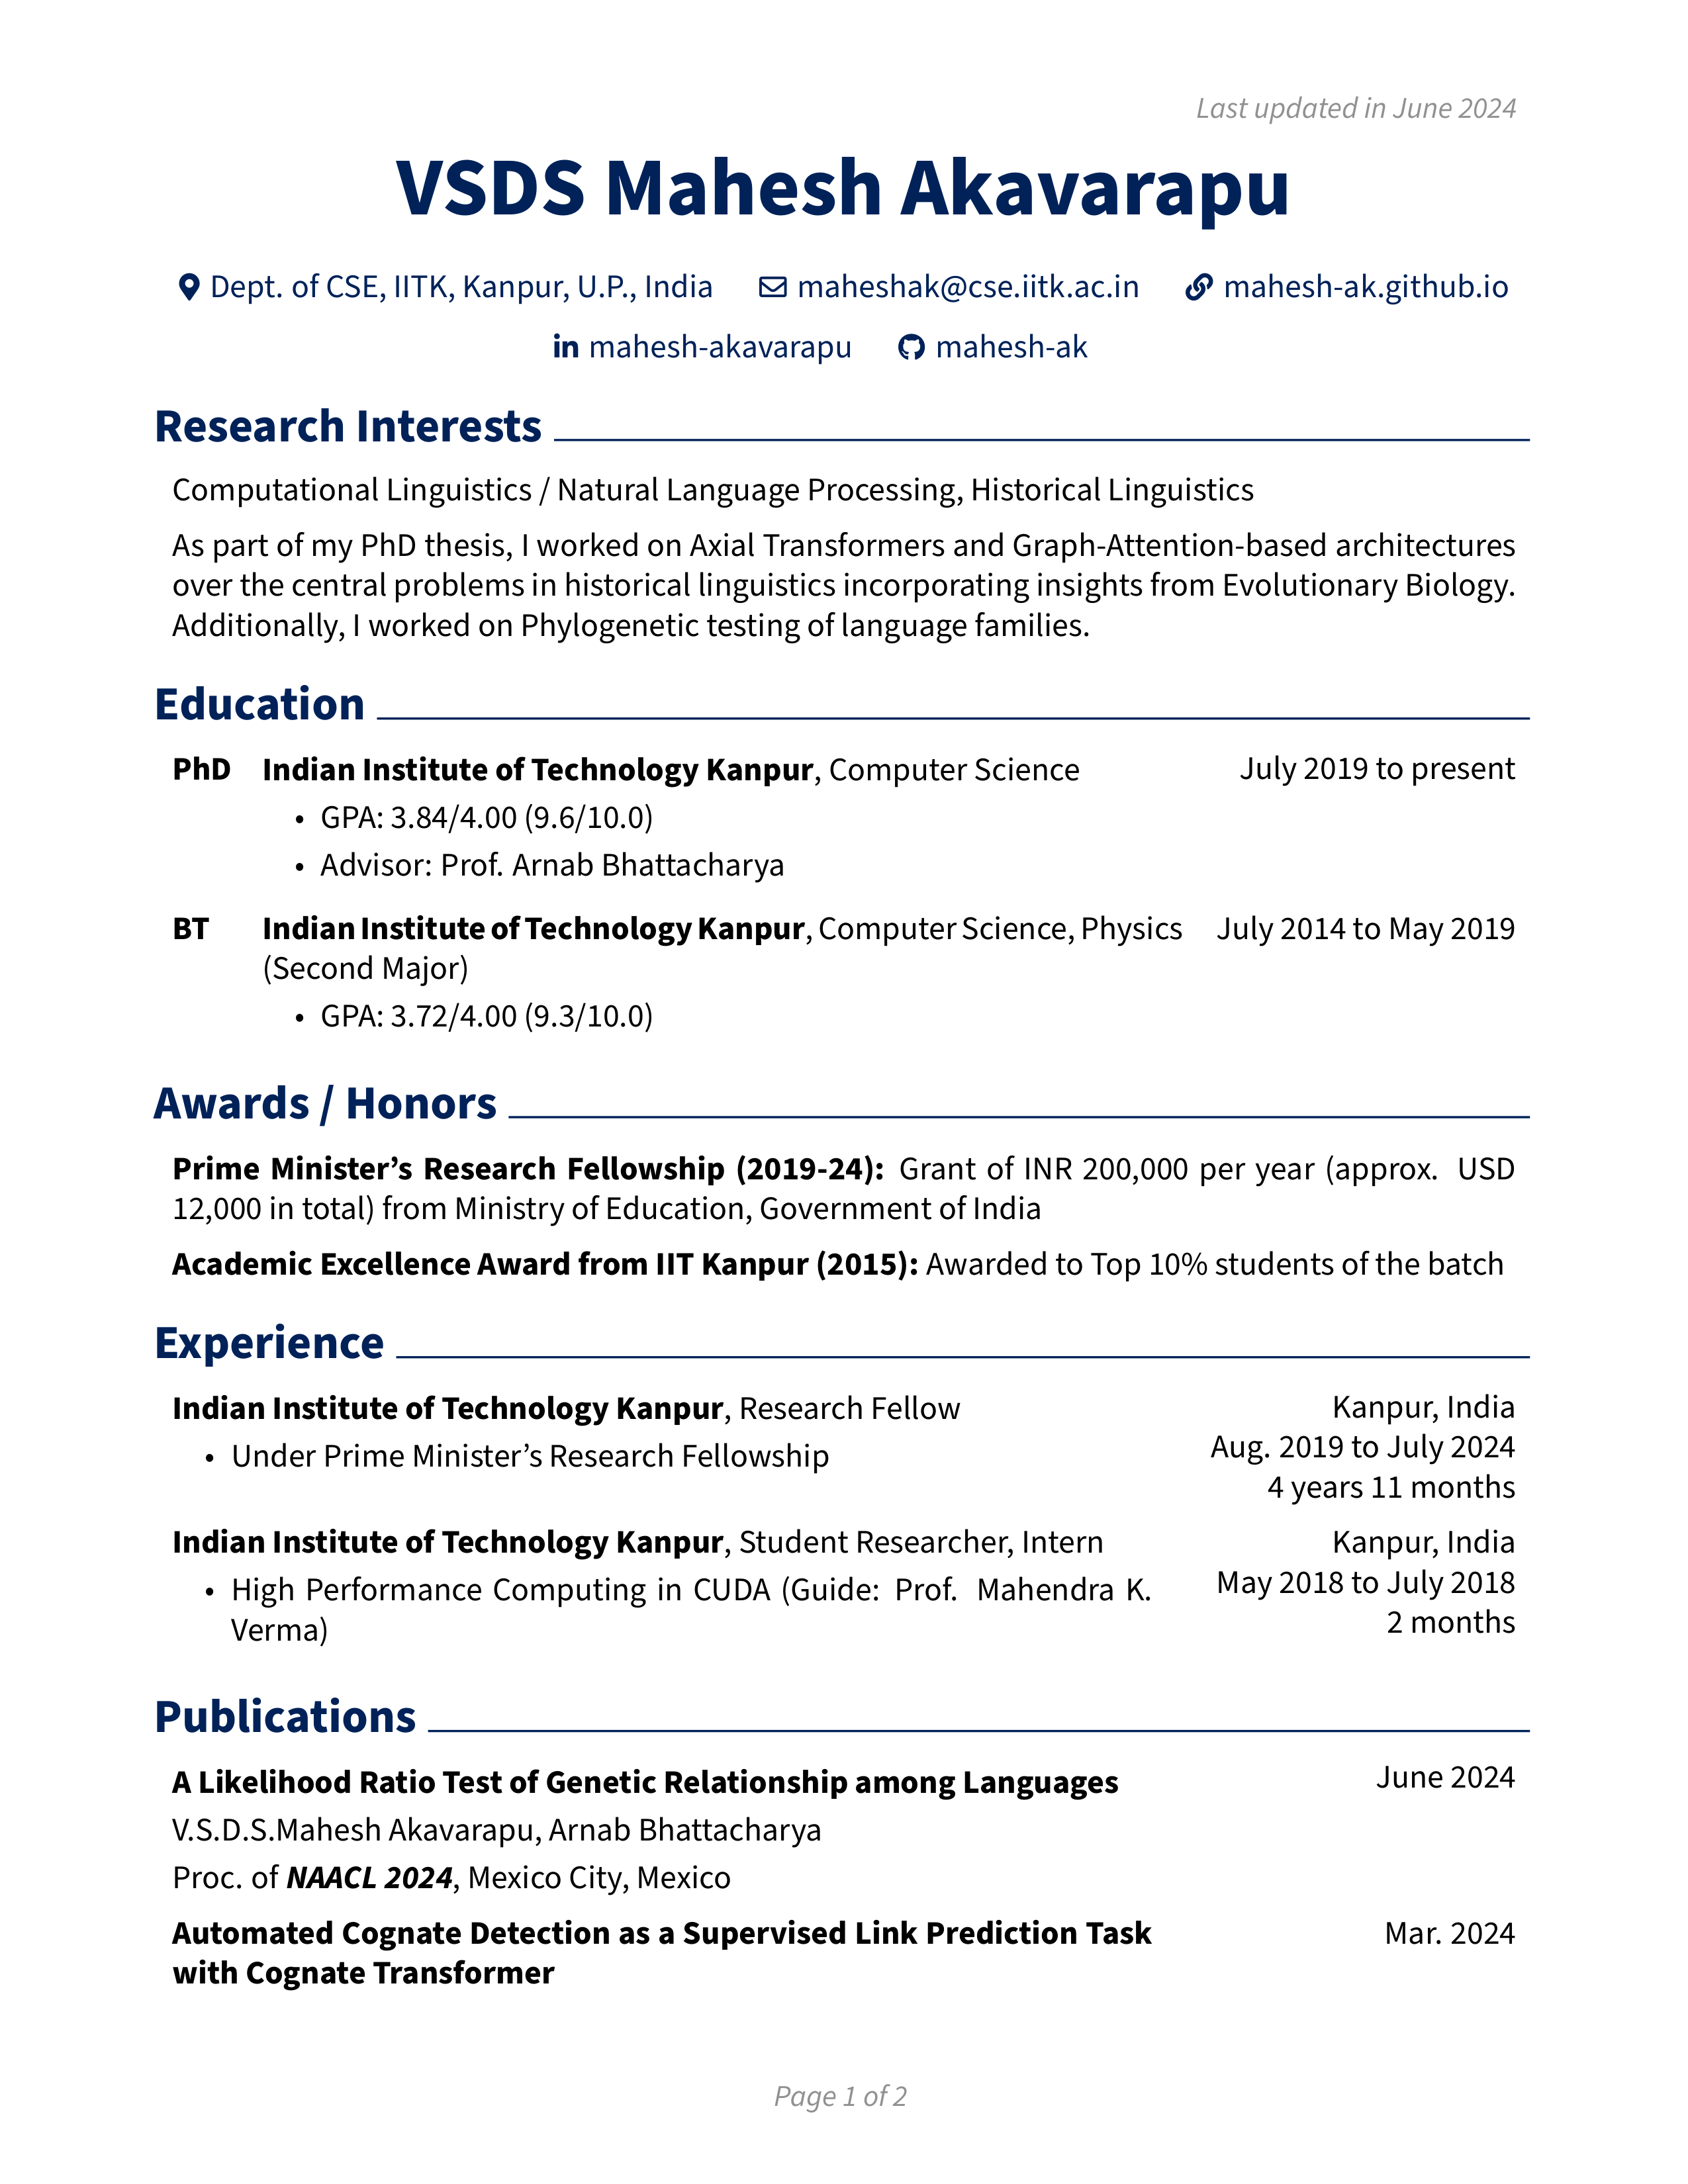 Last updated in June 2024
VSDS Mahesh Akavarapu
Dept. of CSE, IITK, Kanpur, U.P., India maheshak@cse.iitk.ac.in mahesh-ak.github.io
in mahesh-akavarapu mahesh-ak
Research Interests
Computational Linguistics / Natural Language Processing, Historical Linguistics
As part of my PhD thesis, I worked on Axial Transformers and Graph-Attention-based architectures
over the central problems in historical linguistics incorporating insights from Evolutionary Biology.
Additionally, I worked on Phylogenetic testing of language families.
Education
PhD Indian Institute of Technology Kanpur, Computer Science July 2019 to present
• GPA: 3.84/4.00 (9.6/10.0)
• Advisor: Prof. Arnab Bhattacharya
BT Indian Institute of Technology Kanpur, Computer Science, Physics July 2014 to May 2019
(Second Major)
• GPA: 3.72/4.00 (9.3/10.0)
Awards / Honors
Prime Minister’s Research Fellowship (2019-24): Grant of INR 200,000 per year (approx. USD
12,000 in total) from Ministry of Education, Government of India
Academic Excellence Award from IIT Kanpur (2015): Awarded to Top 10% students of the batch
Experience
Indian Institute of Technology Kanpur, Research Fellow Kanpur, India
• Under Prime Minister’s Research Fellowship Aug. 2019 to July 2024
4 years 11 months
Indian Institute of Technology Kanpur, Student Researcher, Intern Kanpur, India
• High Performance Computing in CUDA (Guide: Prof. Mahendra K. May 2018 to July 2018
Verma) 2 months
Publications
A Likelihood Ratio Test of Genetic Relationship among Languages June 2024
V.S.D.S.Mahesh Akavarapu, Arnab Bhattacharya
Proc. of NAACL 2024, Mexico City, Mexico
Automated Cognate Detection as a Supervised Link Prediction Task Mar. 2024
with Cognate Transformer
Page 1 of 2